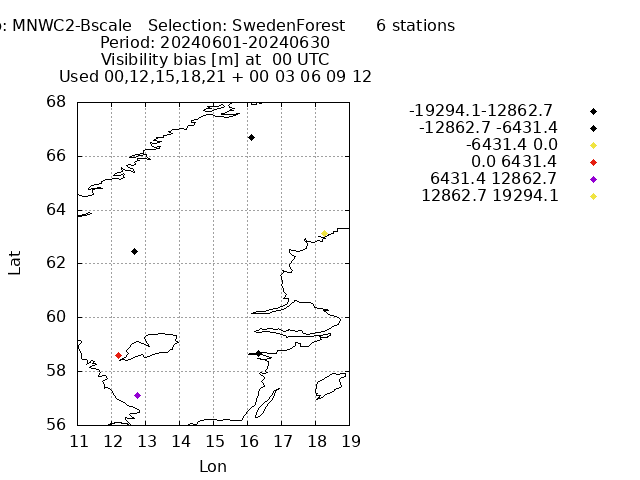 : MNWC2-Bscale   Selection: SwedenForest      6 stations
Period: 20240601-20240630
Visibility bias [m] at  00 UTC
Used 00,12,15,18,21 + 00 03 06 09 12
-19294.1-12862.7
-12862.7 -6431.4
-6431.4 0.0
0.0 6431.4
6431.4 12862.7
12862.7 19294.1
68
66
64
62
60
58
56
Lat
11 12 13 14 15 16 17 18 19
Lon